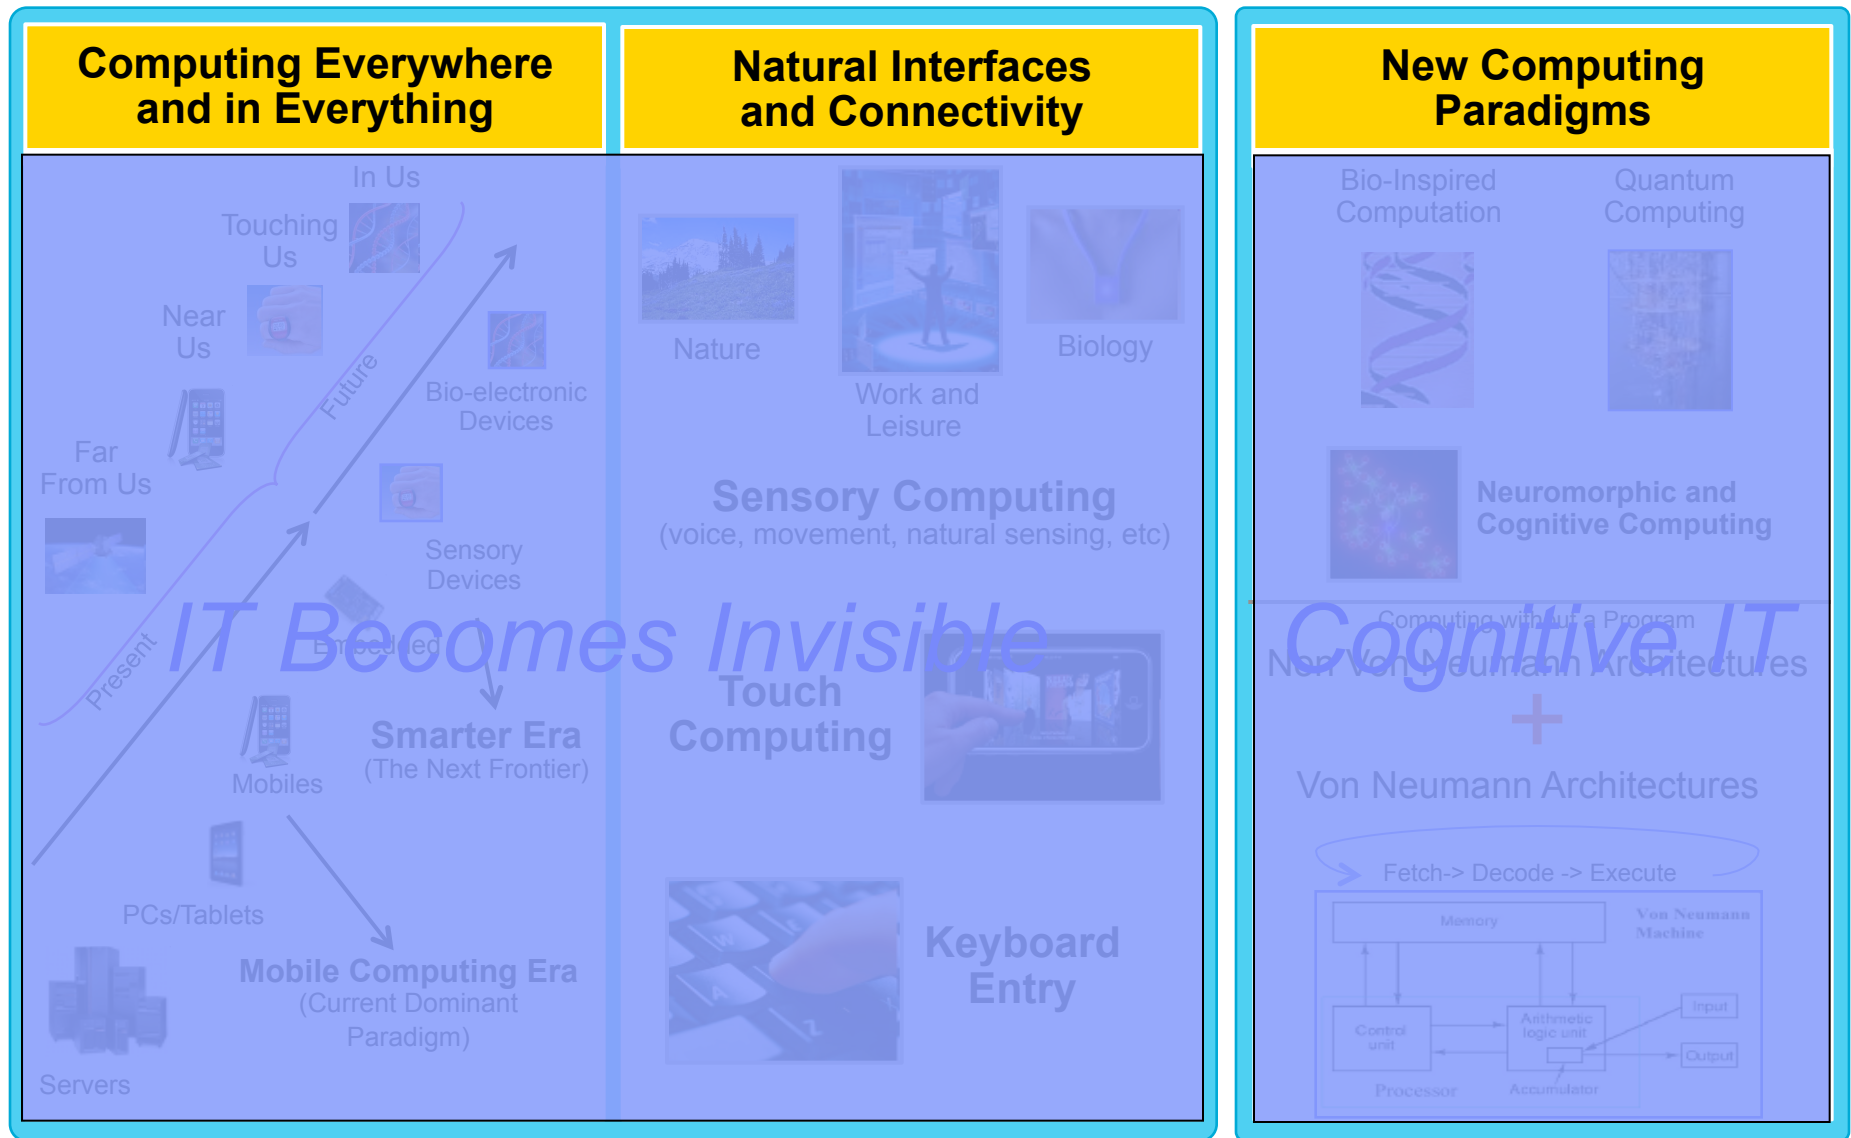 Computing Everywhere
and in Everything
In Us
Touching
Us
Near
Us
Future
Bio-electronic
Devices
Far
From Us
Sensory
Devices
Present
Embedded
Smarter Era
(The Next Frontier)
Mobiles
PCs/Tablets
Mobile Computing Era
(Current Dominant
Paradigm)
Servers
Natural Interfaces
and Connectivity
Nature
Work and
Leisure
Biology
Sensory Computing
(voice, movement, natural sensing, etc)
IT Becomes Invisible
Touch
Computing
Keyboard
Entry
New Computing
Paradigms
Bio-Inspired
Computation
Quantum
Computing
Neuromorphic and
Cognitive Computing
Computing without a Program
Cognitive IT
Non Von Neumann Architectures
+
Von Neumann Architectures
Fetch-> Decode -> Execute
Memory
Von Neumann
Machine
Control
unit
Arithmetic
logic unit
Input
Output
Processor
Accumulator